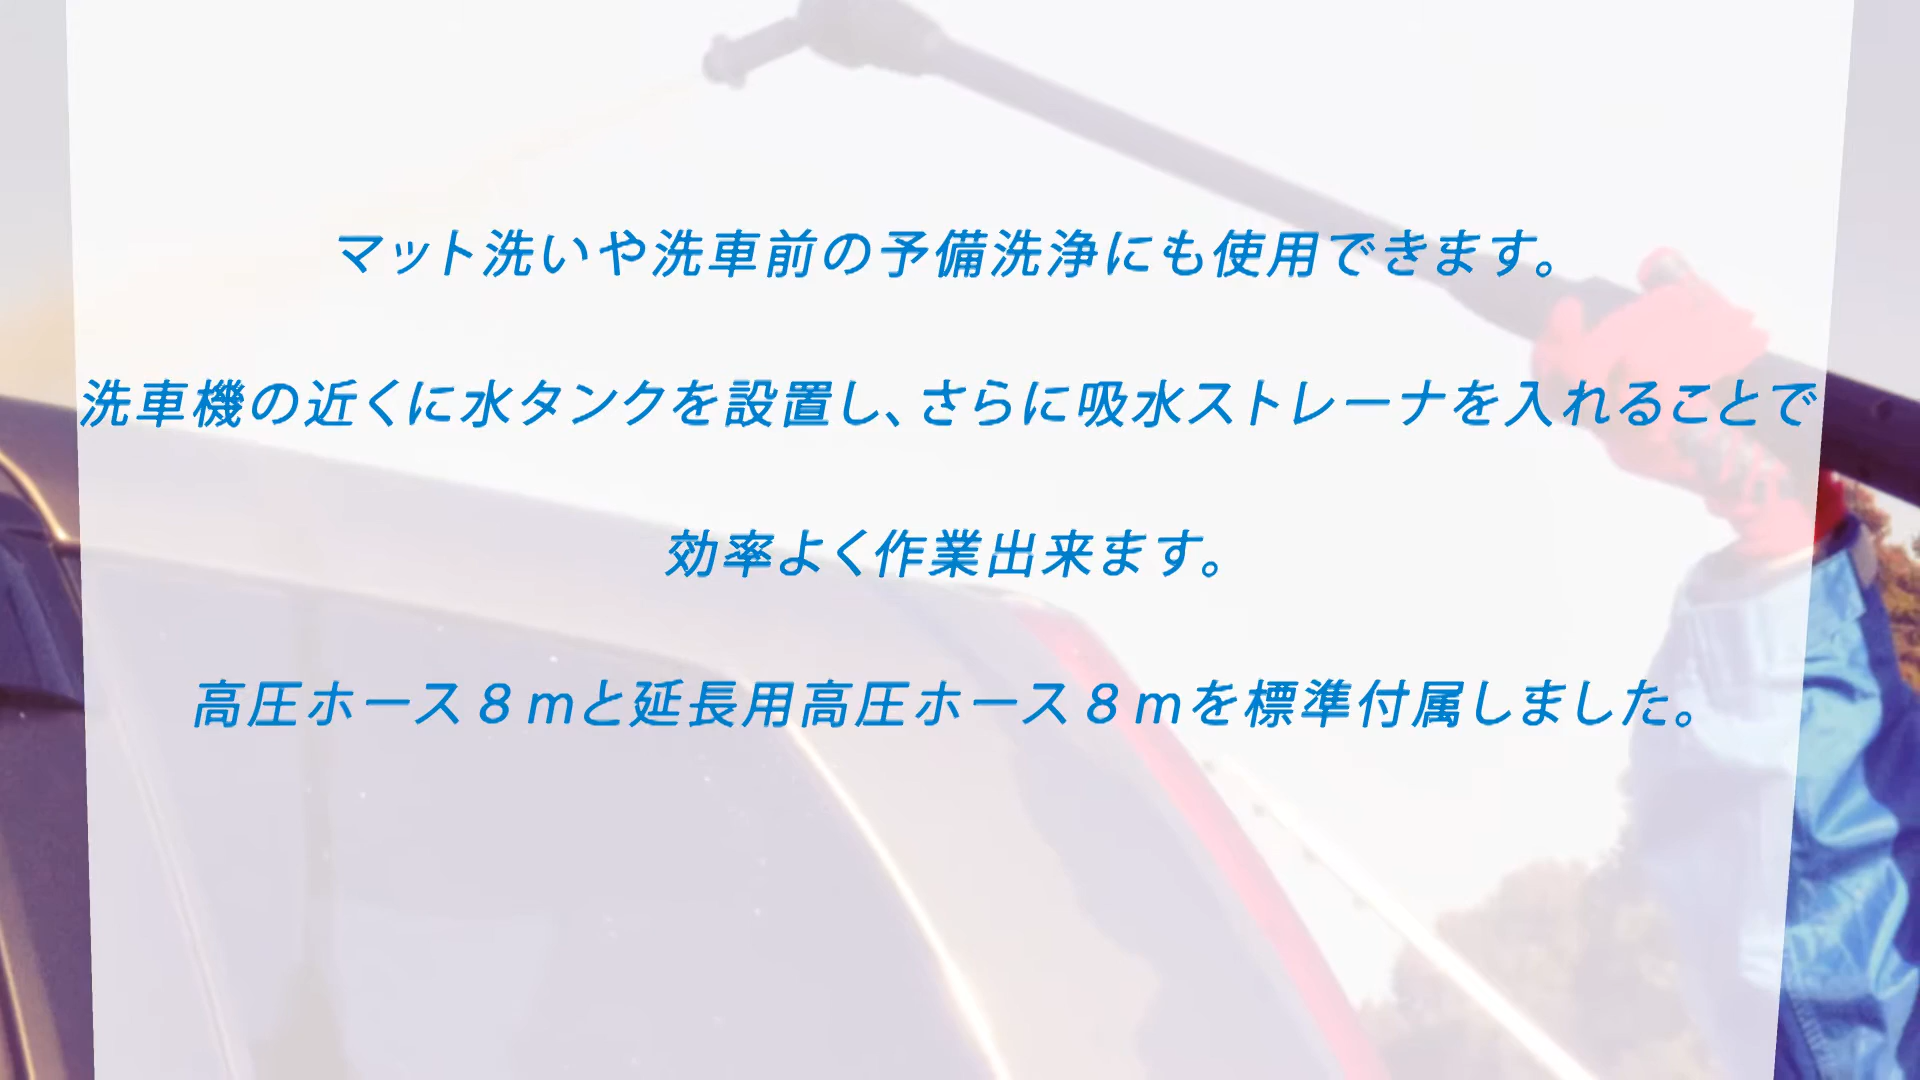 マット洗いや洗車前の予備洗浄にも使用できます。
洗車機の近くに水タンクを設置し、さらに吸水ストレーナを入れることで
効率よく作業出来ます。
高圧ホース８ｍと延長用高圧ホース８ｍを標準付属しました。